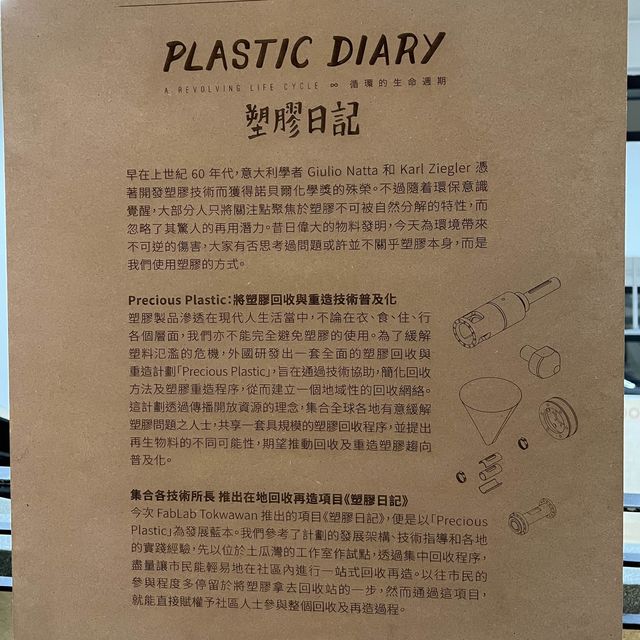 PLASTIC DIARY
A REVOLVING LIFE CYCLE ∞ 循環的生命週期
塑膠日記
早在上世紀 60 年代，意大利學者 Giulio Natta 和 Karl Ziegler 憑
著開發塑膠技術而獲得諾貝爾化學獎的殊榮。不過隨着環保意識
覺醒，大部分人只將關注點聚焦於塑膠不可被自然分解的特性，而
忽略了其驚人的再用潛力。昔日偉大的物料發明，今天為環境帶來
不可逆的傷害，大家有否思考過問題或許並不關乎塑膠本身，而是
我們使用塑膠的方式。
Precious Plastic：將塑膠回收與重造技術普及化
塑膠製品滲透在現代人生活當中，不論在衣、食、住、行
各個層面，我們亦不能完全避免塑膠的使用。為了緩解
塑料氾濫的危機，外國研發出一套全面的塑膠回收與
重造計劃「Precious Plastic」，旨在通過技術協助，簡化回收
方法及塑膠重造程序，從而建立一個地域性的回收網絡。
這計劃透過傳播開放資源的理念，集合全球各地有意緩解
塑膠問題之人士，共享一套具規模的塑膠回收程序，並提出
再生物料的不同可能性，期望推動回收及重造塑膠趨向
普及化。
集合各技術所長 推出在地回收再造項目《塑膠日記》
今次 FabLab Tokwawan 推出的項目《塑膠日記》，便是以「Precious
Plastic」為發展藍本。我們參考了計劃的發展架構、技術指導和各地
的實踐經驗，先以位於土瓜灣的工作室作試點，透過集中回收程序，
盡量讓市民能輕易地在社區內進行一站式回收再造。以往市民的
參與程度多停留於將塑膠拿去回收站的一步，然而通過這項目，
就能直接賦權予社區人士參與整個回收及再造過程。